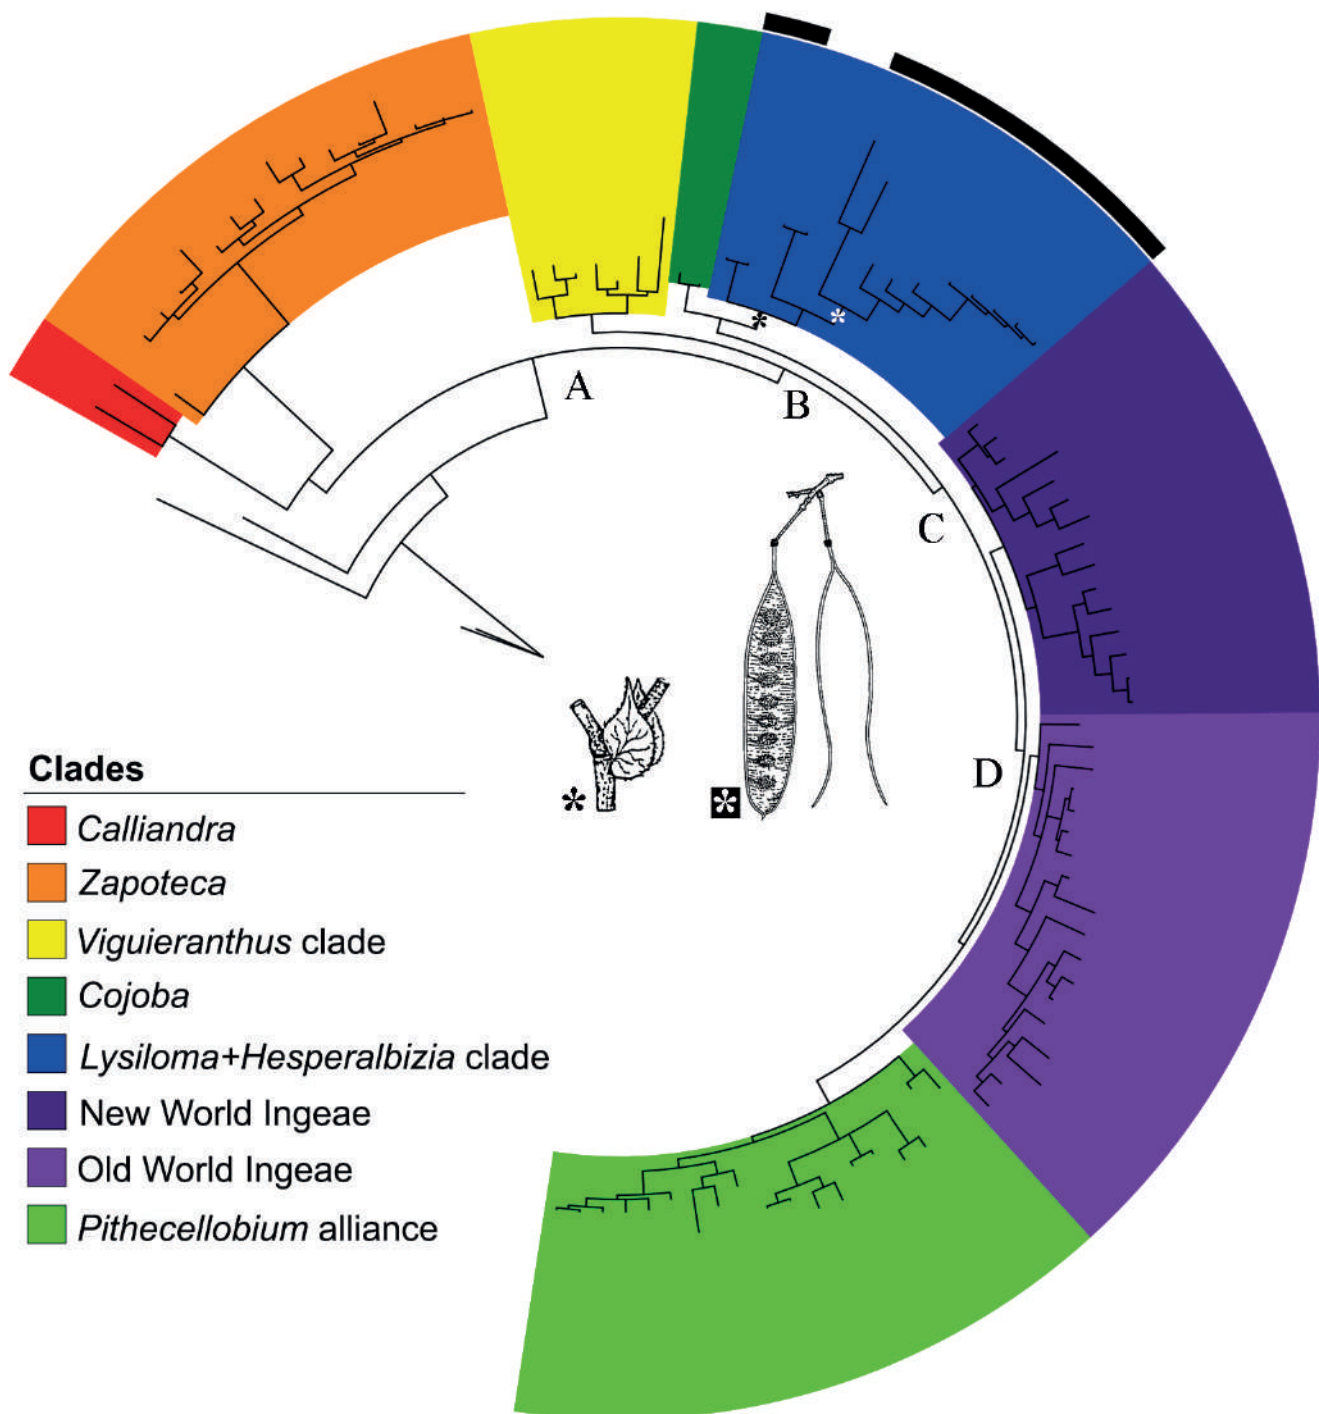 A
B
C
D
*
*
*
*
Clades
Calliandra
Zapoteca
Viguieranthus clade
Cojoba
Lysiloma+Hesperalbizia clade
New World Ingeae
Old World Ingeae
Pithecellobium alliance